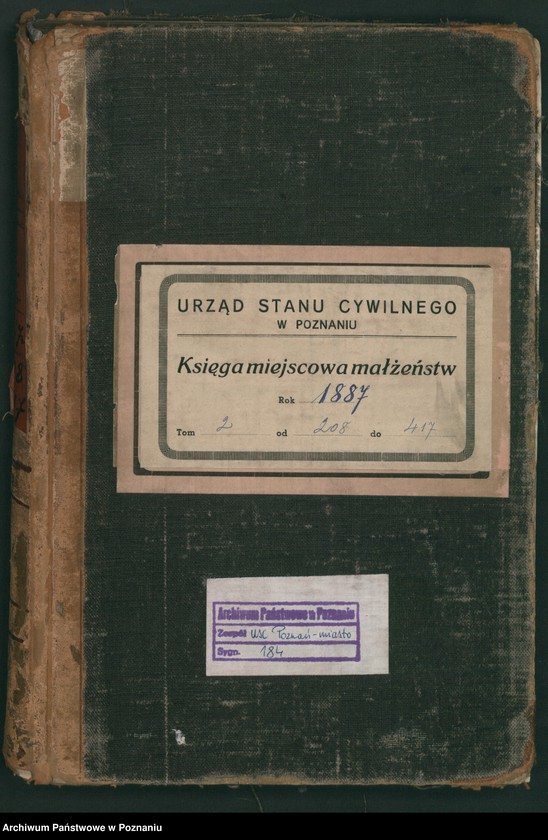 URZĄD STANU CYWILNEGO
W POZNANIU
Księga miejscowa małżeństw
Rok 1887
Tom 2 od 208 do 417
Archiwum Państwowe w Poznaniu
Zespół USC Poznań-miasto
Sygn. 184
Archiwum Państwowe w Poznaniu